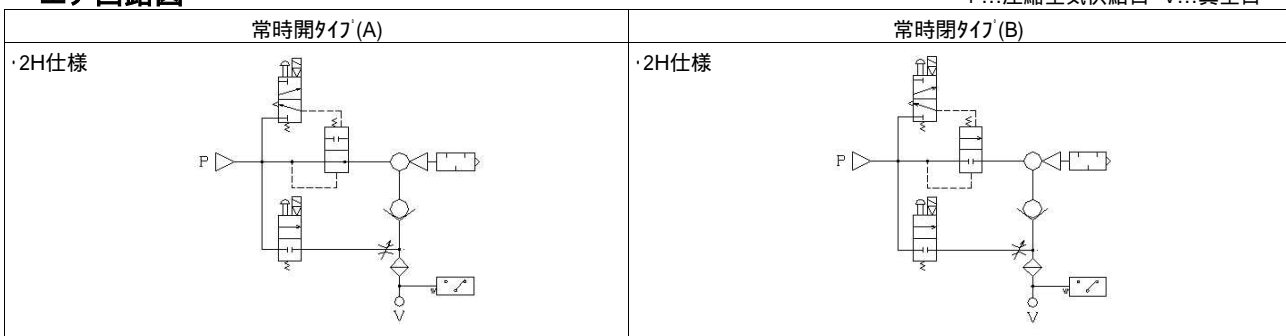 エア回路図
P…圧縮空気供給口 V…真空口
常時開ﾀｲﾌﾟ(A)
常時閉ﾀｲﾌﾟ(B)
･2H仕様
･2H仕様
P
P
V
V